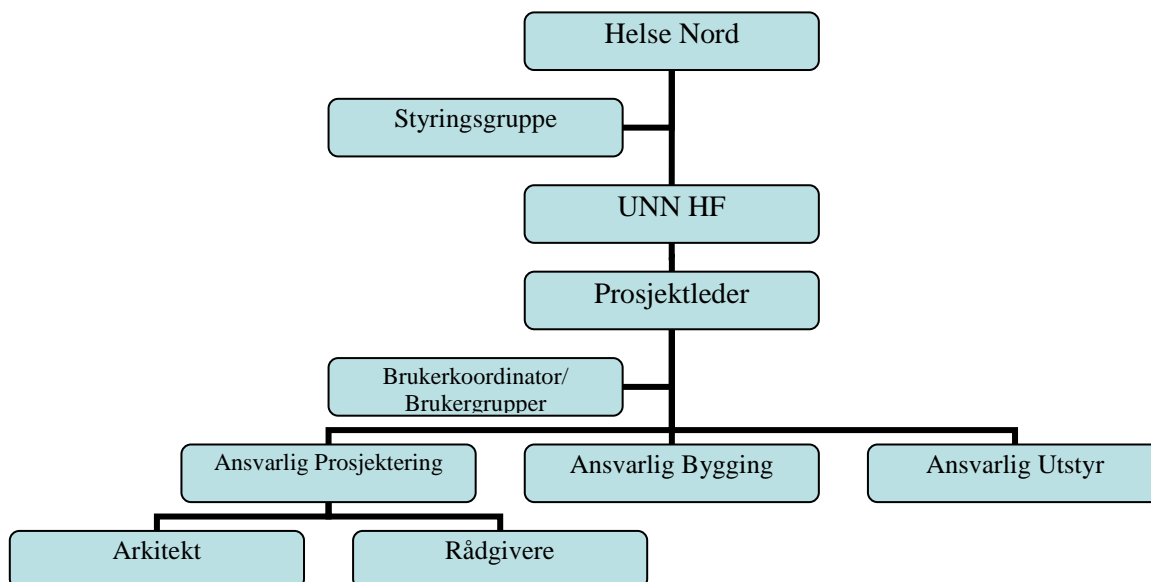 Helse Nord
Styringsgruppe
UNN HF
Prosjektleder
Brukerkoordinator/
Brukergrupper
Ansvarlig Prosjektering
Ansvarlig Bygging
Ansvarlig Utstyr
Arkitekt
Rådgivere